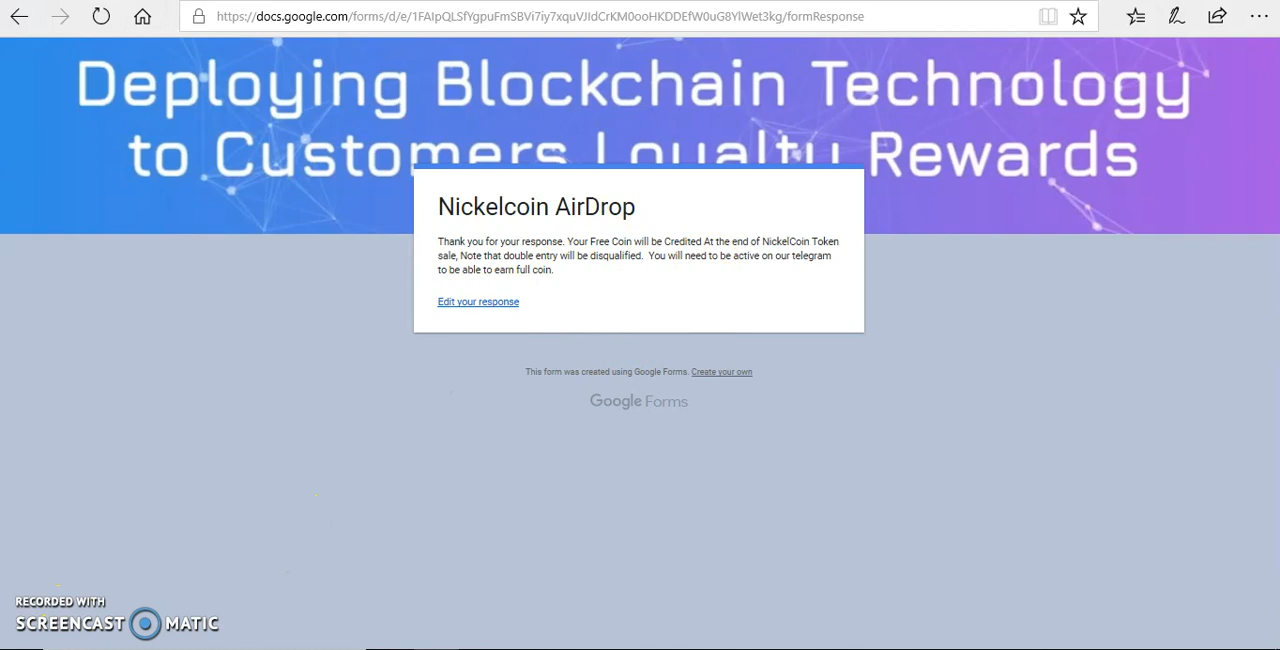 https://docs.google.com/forms/d/e/1FAIpQLSfYgpuFmSBVi7iy7xquVJIdCrKM0ooHKDDEfW0uG8YlWet3kg/formResponse
Deploying Blockchain Technology
to Customers Loyalty Rewards
Nickelcoin AirDrop
Thank you for your response. Your Free Coin will be Credited At the end of NickelCoin Token
sale, Note that double entry will be disqualified.  You will need to be active on our telegram
to be able to earn full coin.
Edit your response
This form was created using Google Forms. Create your own
Google Forms
RECORDED WITH
SCREENCAST MATIC